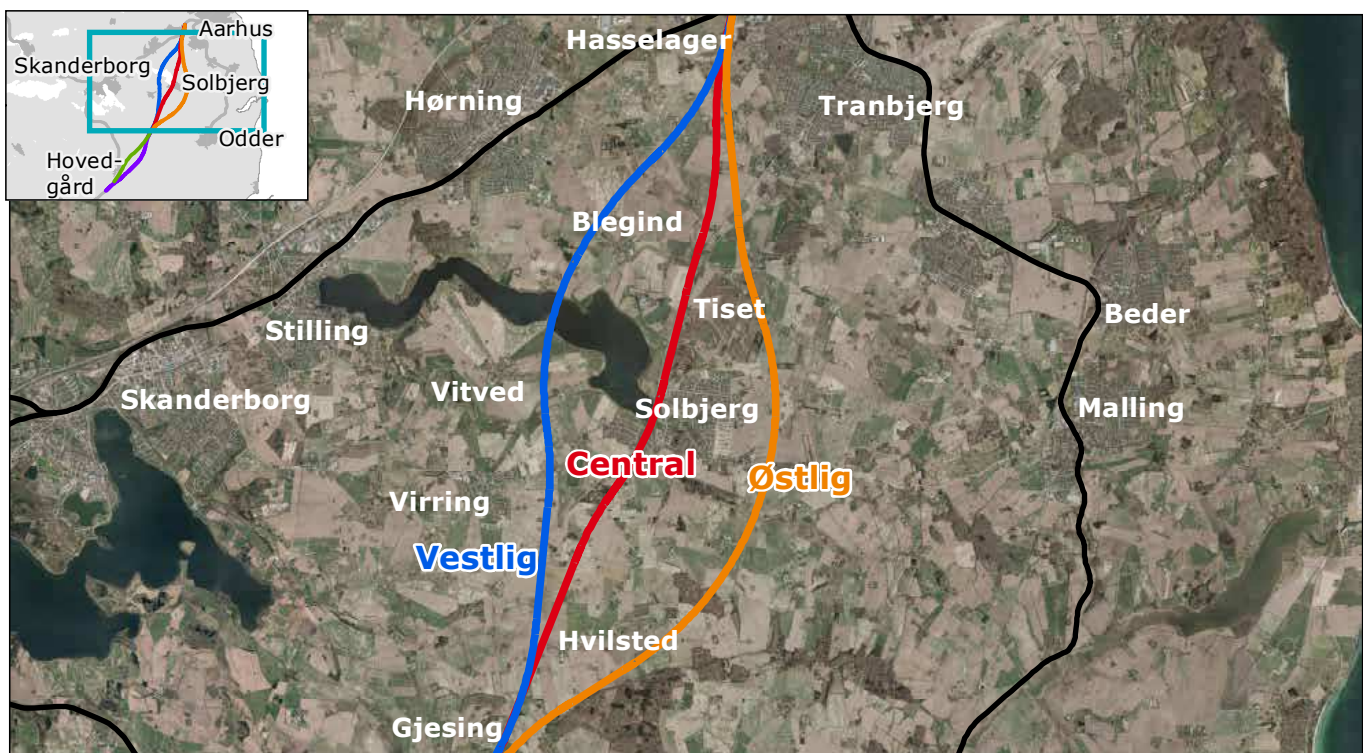 Aarhus
Skanderborg
Solbjerg
Odder
Hoved-
gård
Hasselager
Hørning
Tranbjerg
Blegind
Tiset
Beder
Stilling
Vitved
Skanderborg
Solbjerg
Malling
Central
Østlig
Virring
Vestlig
Hvilsted
Gjesing